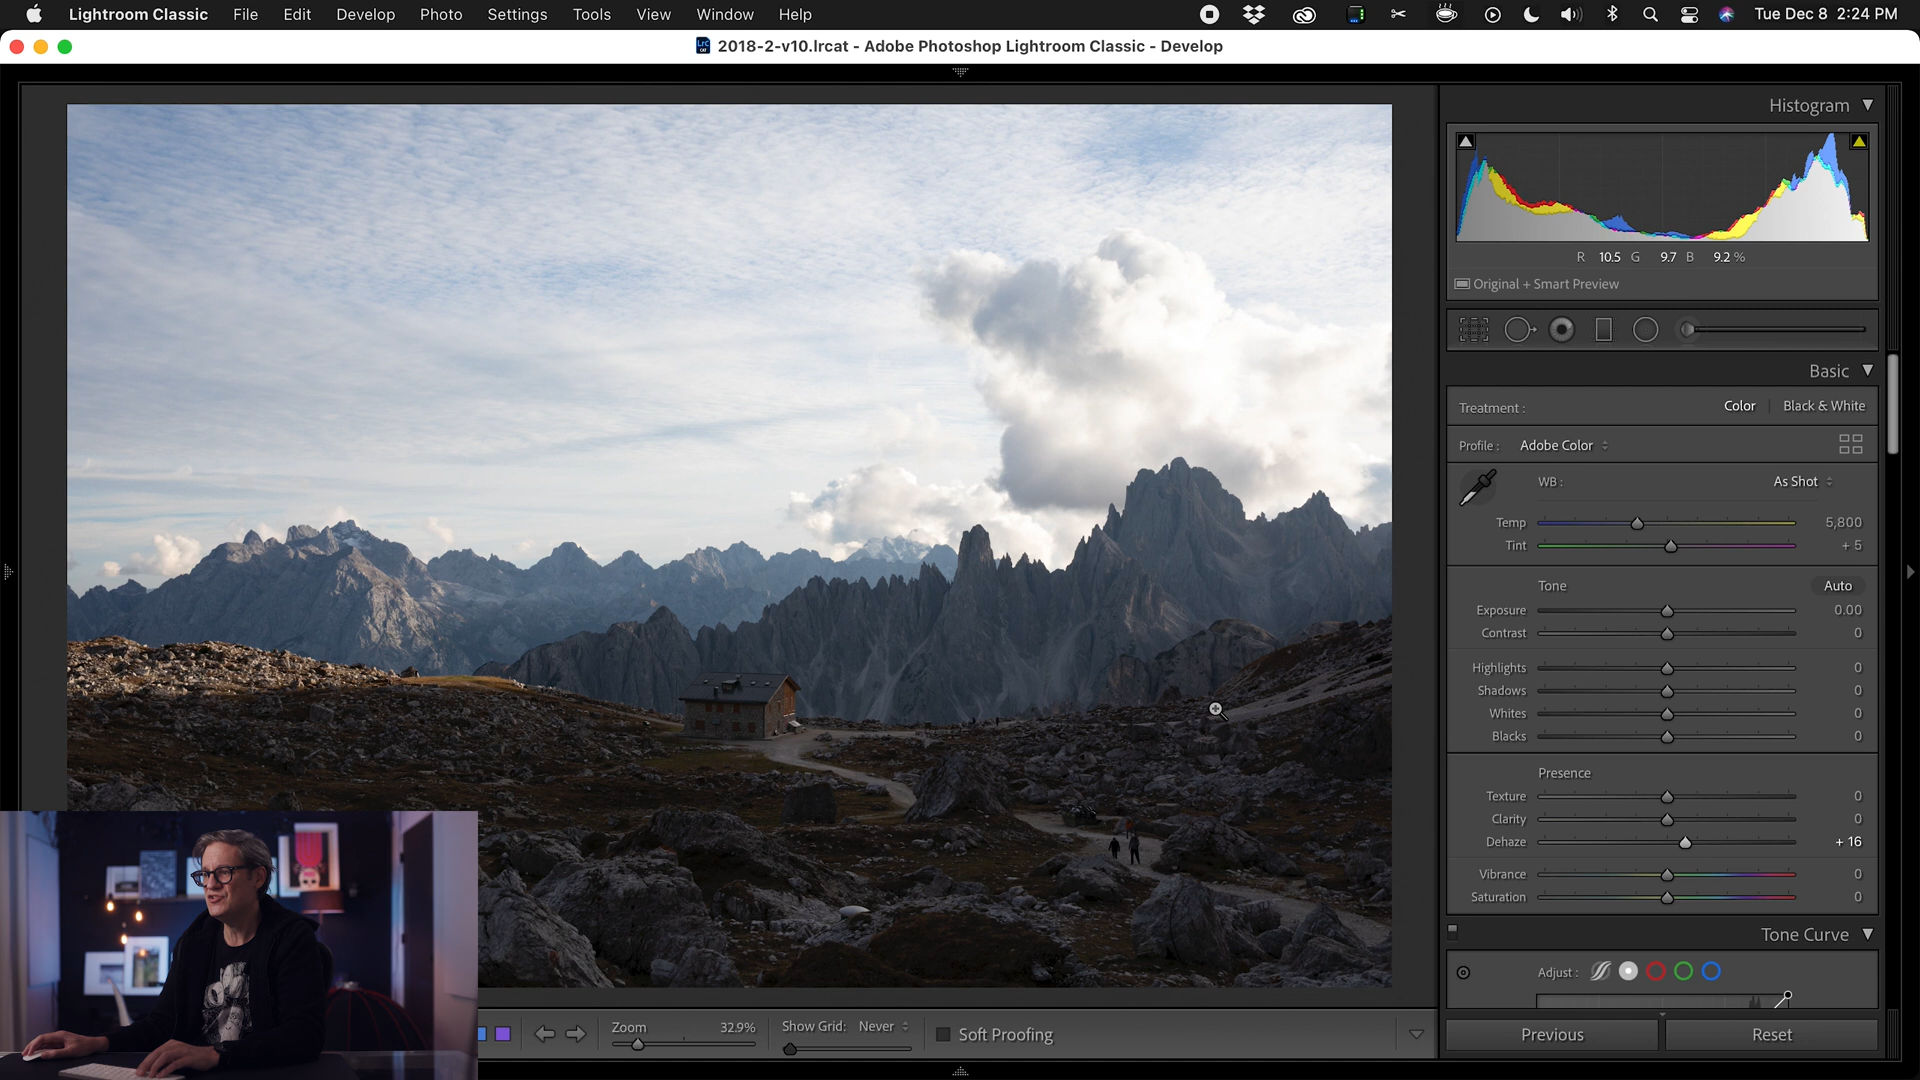 Lightroom Classic File Edit Develop Photo Settings Tools View Window Help Tue Dec 8 2:24 PM
2018-2-v10.lrcat - Adobe Photoshop Lightroom Classic - Develop
Histogram
R 10.5 G 9.7 B 9.2 %
Original + Smart Preview
Basic
Treatment : Color Black & White
Profile : Adobe Color
WB : As Shot
Temp 5,800
Tint + 5
Tone Auto
Exposure 0.00
Contrast 0
Highlights 0
Shadows 0
Whites 0
Blacks 0
Presence
Texture 0
Clarity 0
Dehaze + 16
Vibrance 0
Saturation 0
Tone Curve
Adjust :
Zoom 32.9% Show Grid: Never Soft Proofing
Previous Reset